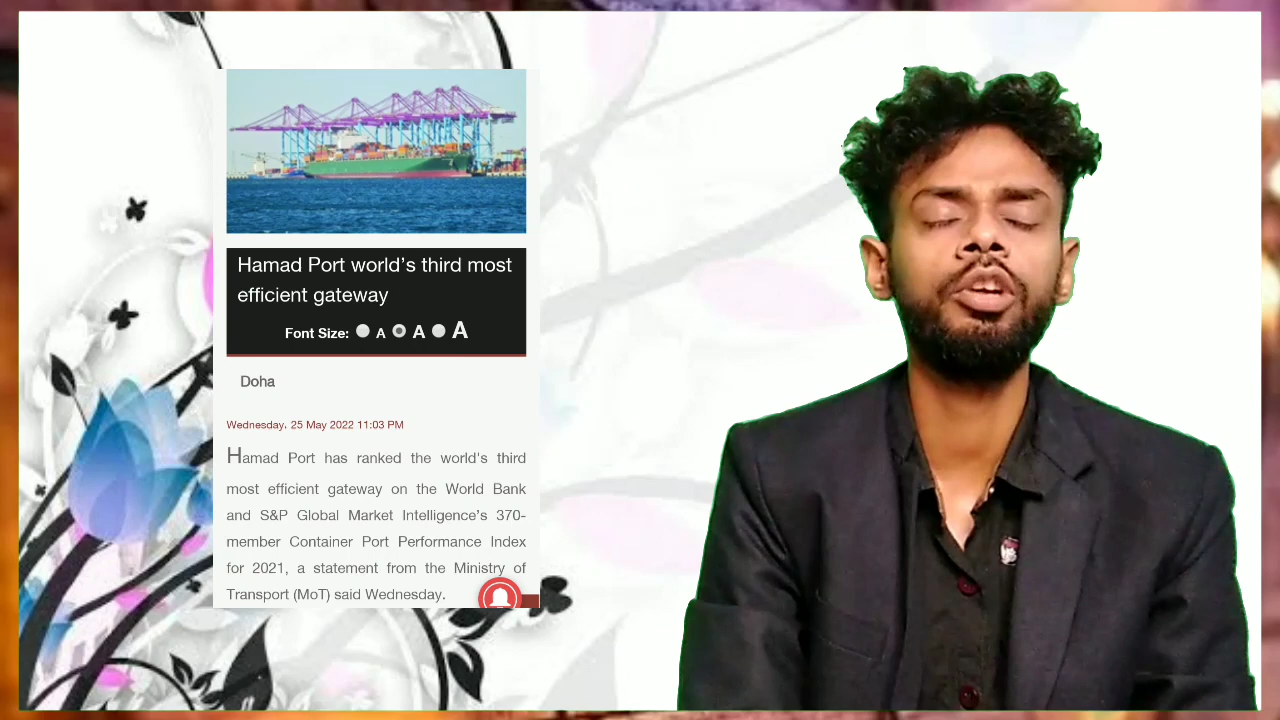 Hamad Port world's third most
efficient gateway
Font Size: A A A
Doha
Wednesday, 25 May 2022 11:03 PM
Hamad Port has ranked the world's third
most efficient gateway on the World Bank
and S&P Global Market Intelligence's 370-
member Container Port Performance Index
for 2021, a statement from the Ministry of
Transport (MoT) said Wednesday.